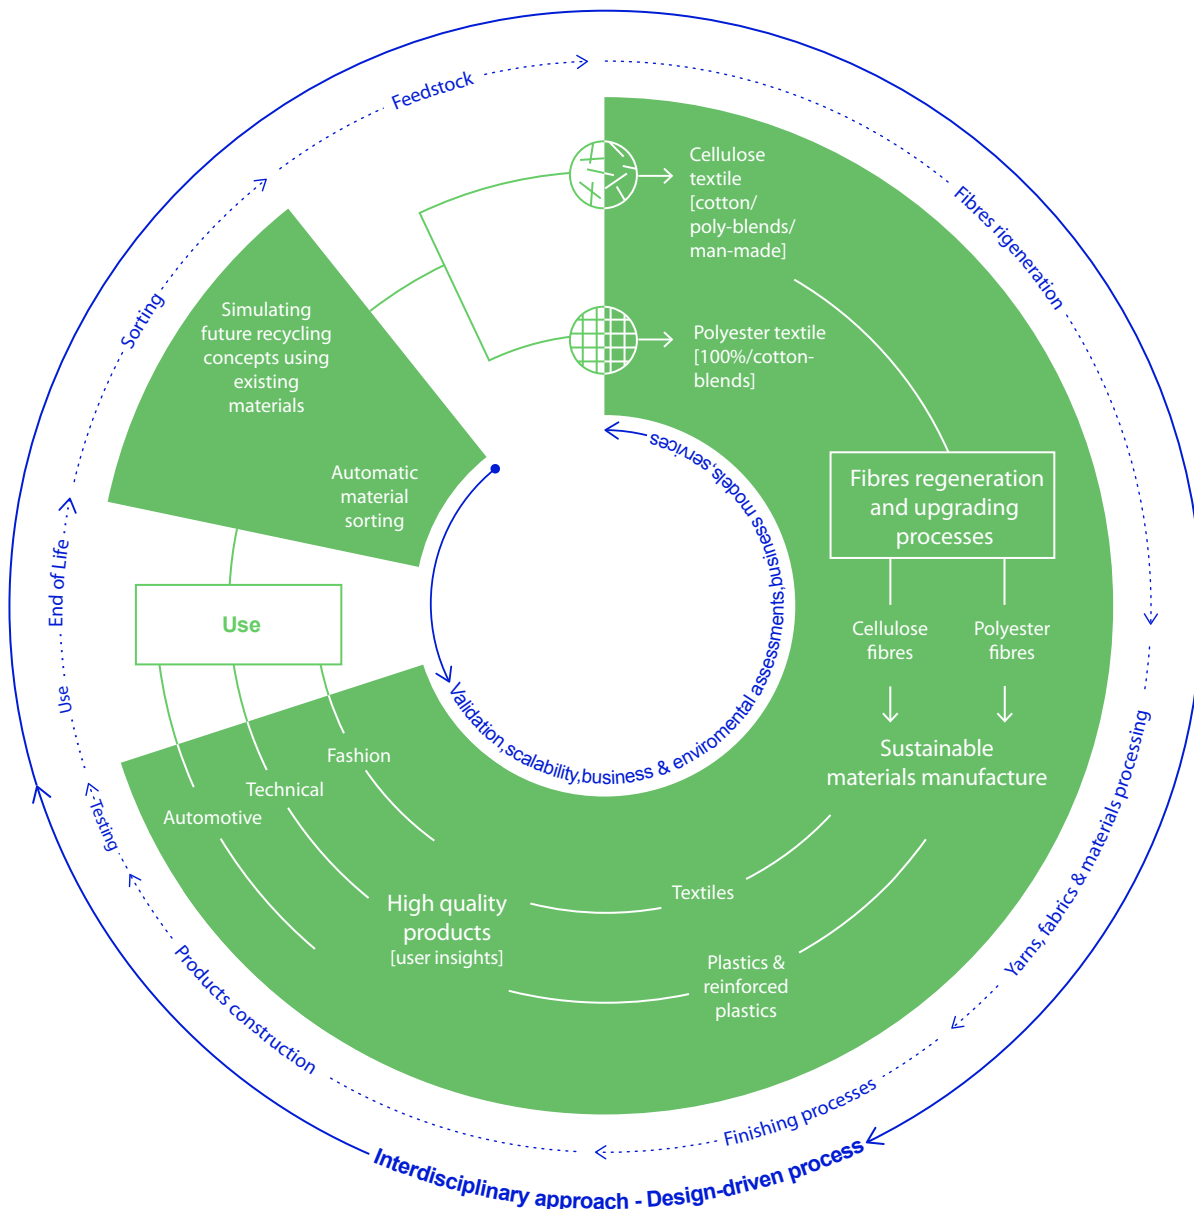 Feedstock
Fibres rigeneration
Yarns, fabrics & materials processing
Finishing processes
Products construction
Testing
Use
End of Life
Sorting
Interdisciplinary approach - Design-driven process
Cellulose
textile
[cotton/
poly-blends/
man-made]
Polyester textile
[100%/cotton-
blends]
Fibres regeneration
and upgrading
processes
Cellulose
fibres
Polyester
fibres
Sustainable
materials manufacture
Textiles
Plastics &
reinforced
plastics
High quality
products
[user insights]
Fashion
Technical
Automotive
Use
Automatic
material
sorting
Simulating
future recycling
concepts using
existing
materials
Validation,scalability,business & enviromental assessments,business models,services